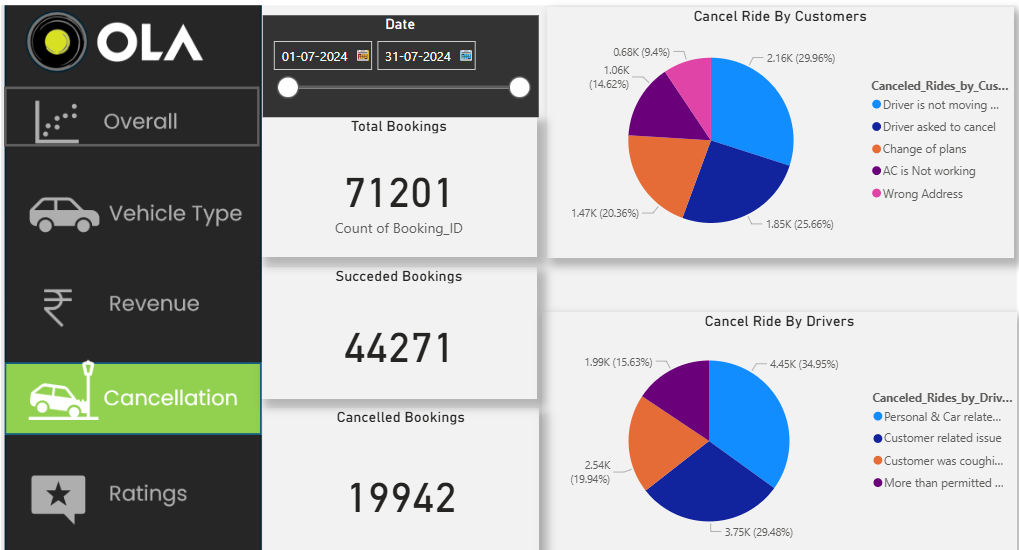 OLA
Overall
Vehicle Type
Revenue
Cancellation
Ratings
Date
01-07-2024
31-07-2024
Total Bookings
71201
Count of Booking_ID
Succeded Bookings
44271
Cancelled Bookings
19942
Cancel Ride By Customers
0.68K (9.4%)
2.16K (29.96%)
1.06K
(14.62%)
1.47K (20.36%)
1.85K (25.66%)
Canceled_Rides_by_Cus...
Driver is not moving ...
Driver asked to cancel
Change of plans
AC is Not working
Wrong Address
Cancel Ride By Drivers
1.99K (15.63%)
4.45K (34.95%)
2.54K
(19.94%)
3.75K (29.48%)
Canceled_Rides_by_Driv...
Personal & Car relate...
Customer related issue
Customer was coughi...
More than permitted ...